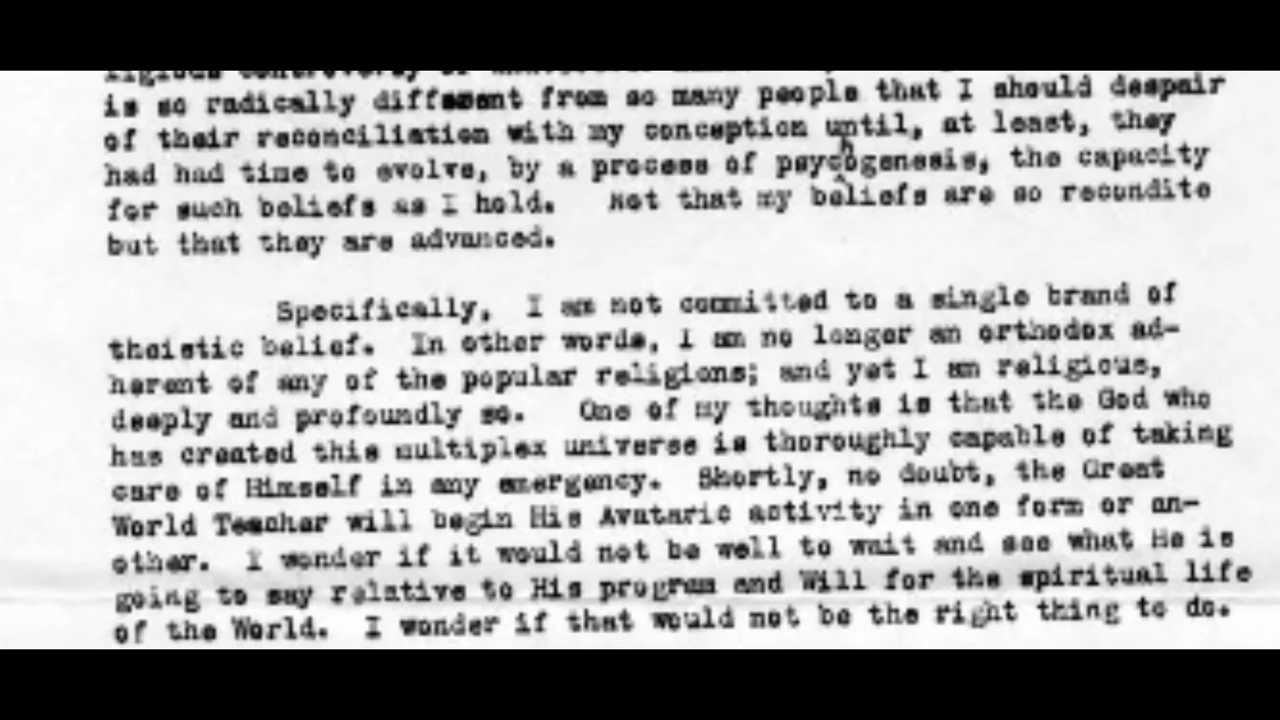 is so radically different from so many people that I should despair
of their reconciliation with my conception until, at least, they
had had time to evolve, by a process of psychogenesis, the capacity
for such beliefs as I hold. Not that my beliefs are so recondite
but that they are advanced.
Specifically, I am not committed to a single brand of
theistic belief. In other words, I am no longer an orthodox ad-
herent of any of the popular religions; and yet I am religious,
deeply and profoundly so. One of my thoughts is that the God who
has created this multiplex universe is thoroughly capable of taking
care of Himself in any emergency. Shortly, no doubt, the Great
World Teacher will begin His Avataric activity in one form or an-
other. I wonder if it would not be well to wait and see what He is
going to say relative to His program and Will for the spiritual life
of the World. I wonder if that would not be the right thing to do.